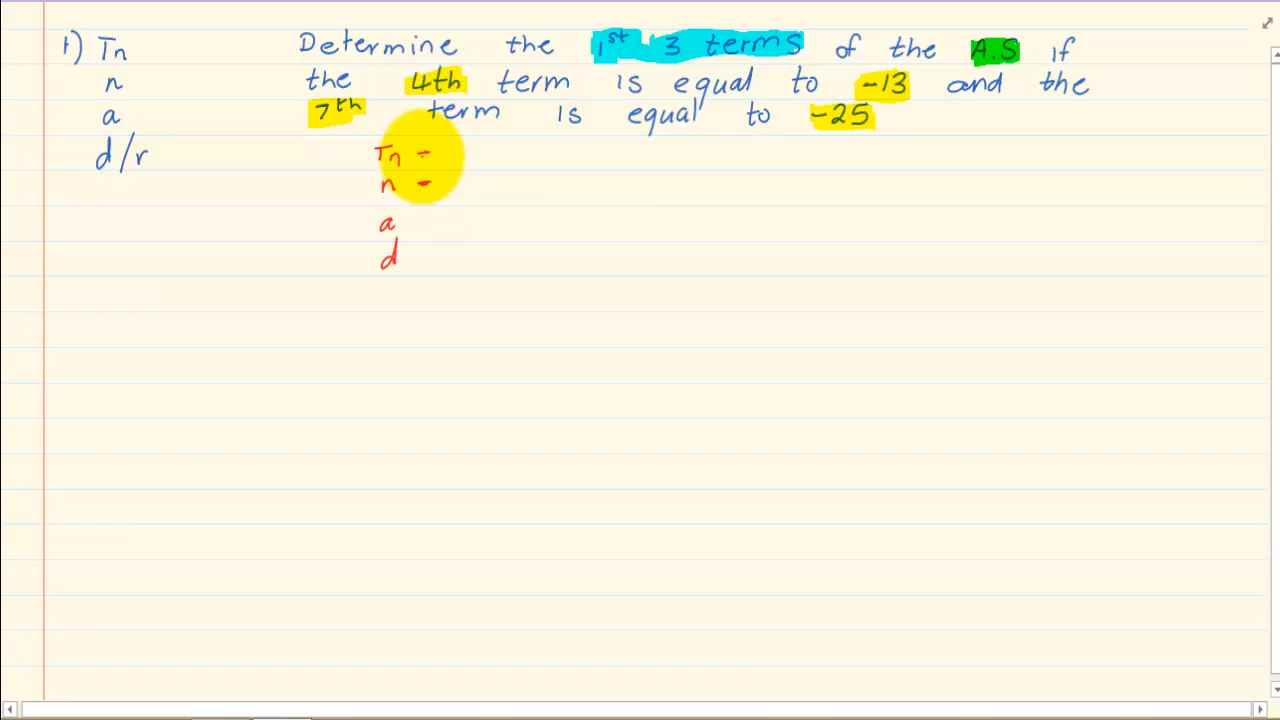 1) Tn Determine the 1st 3 terms of the A.S if
n the 4th term is equal to -13 and the
a 7th term is equal to -25
d/r Tn =
n =
a
d